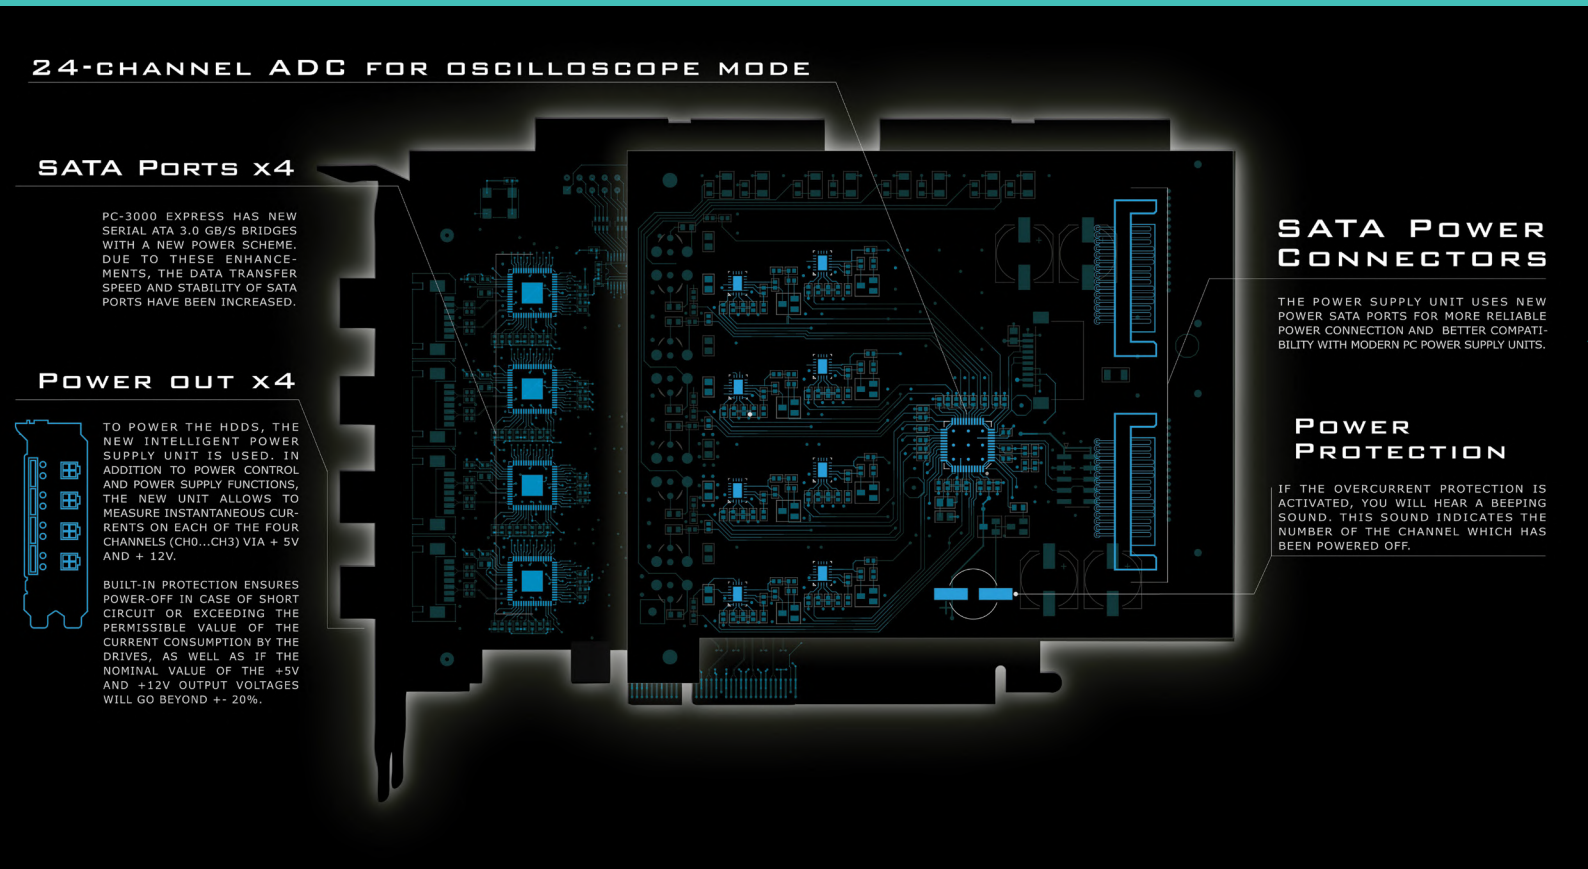 24-CHANNEL ADC FOR OSCILLOSCOPE MODE
SATA PORTS X4
PC-3000 EXPRESS HAS NEW
SERIAL ATA 3.0 GB/S BRIDGES
WITH A NEW POWER SCHEME.
DUE TO THESE ENHANCE-
MENTS, THE DATA TRANSFER
SPEED AND STABILITY OF SATA
PORTS HAVE BEEN INCREASED.
POWER OUT X4
TO POWER THE HDDS, THE
NEW INTELLIGENT POWER
SUPPLY UNIT IS USED. IN
ADDITION TO POWER CONTROL
AND POWER SUPPLY FUNCTIONS,
THE NEW UNIT ALLOWS TO
MEASURE INSTANTANEOUS CUR-
RENTS ON EACH OF THE FOUR
CHANNELS (CH0...CH3) VIA + 5V
AND + 12V.
BUILT-IN PROTECTION ENSURES
POWER-OFF IN CASE OF SHORT
CIRCUIT OR EXCEEDING THE
PERMISSIBLE VALUE OF THE
CURRENT CONSUMPTION BY THE
DRIVES, AS WELL AS IF THE
NOMINAL VALUE OF THE +5V
AND +12V OUTPUT VOLTAGES
WILL GO BEYOND +- 20%.
SATA POWER
CONNECTORS
THE POWER SUPPLY UNIT USES NEW
POWER SATA PORTS FOR MORE RELIABLE
POWER CONNECTION AND BETTER COMPATI-
BILITY WITH MODERN PC POWER SUPPLY UNITS.
POWER
PROTECTION
IF THE OVERCURRENT PROTECTION IS
ACTIVATED, YOU WILL HEAR A BEEPING
SOUND. THIS SOUND INDICATES THE
NUMBER OF THE CHANNEL WHICH HAS
BEEN POWERED OFF.